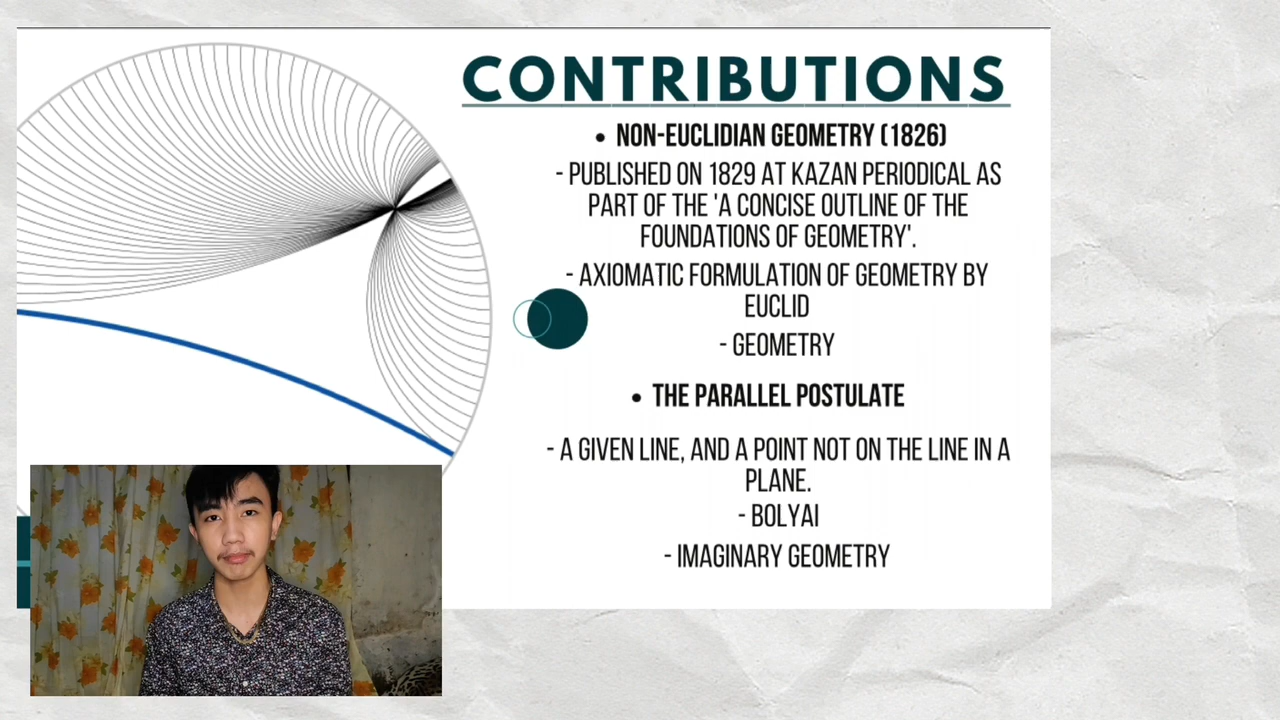 CONTRIBUTIONS
• NON-EUCLIDIAN GEOMETRY (1826)
- PUBLISHED ON 1829 AT KAZAN PERIODICAL AS
PART OF THE 'A CONCISE OUTLINE OF THE
FOUNDATIONS OF GEOMETRY'.
- AXIOMATIC FORMULATION OF GEOMETRY BY
EUCLID
- GEOMETRY
• THE PARALLEL POSTULATE
- A GIVEN LINE, AND A POINT NOT ON THE LINE IN A
PLANE.
- BOLYAI
- IMAGINARY GEOMETRY